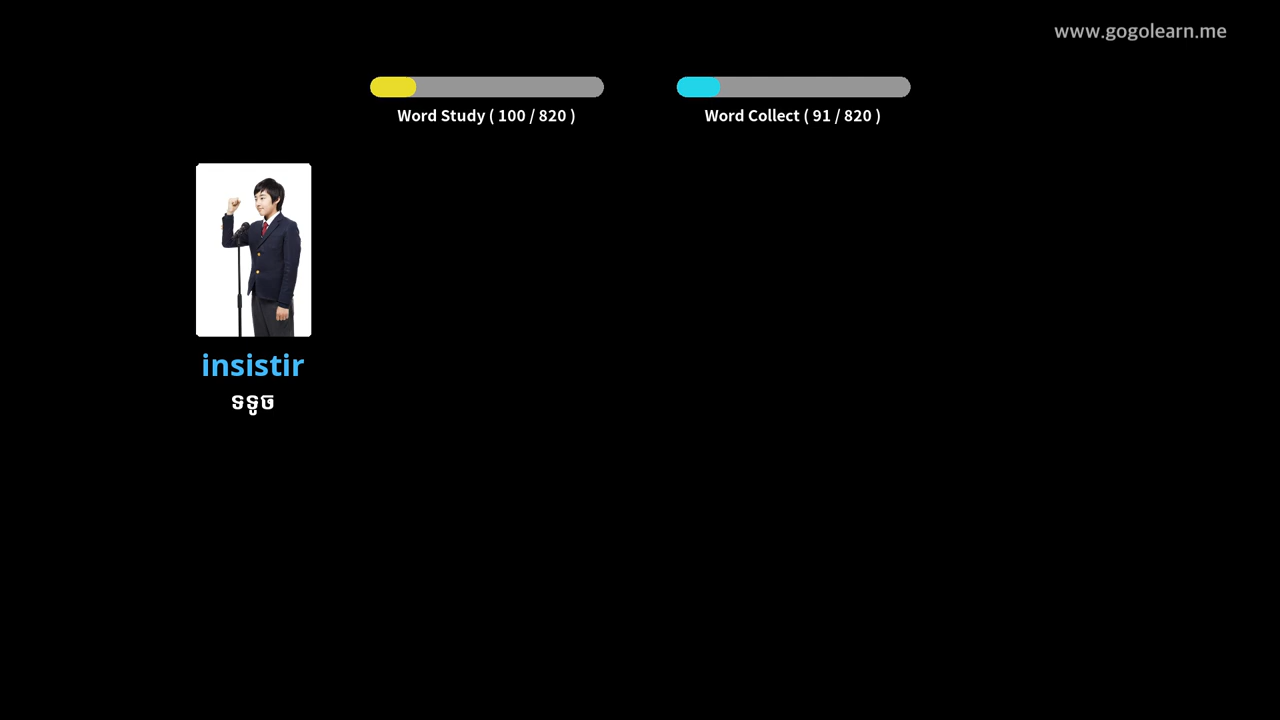 www.gogolearn.me
Word Study ( 100 / 820 )
Word Collect ( 91 / 820 )
insistir
ទទូច